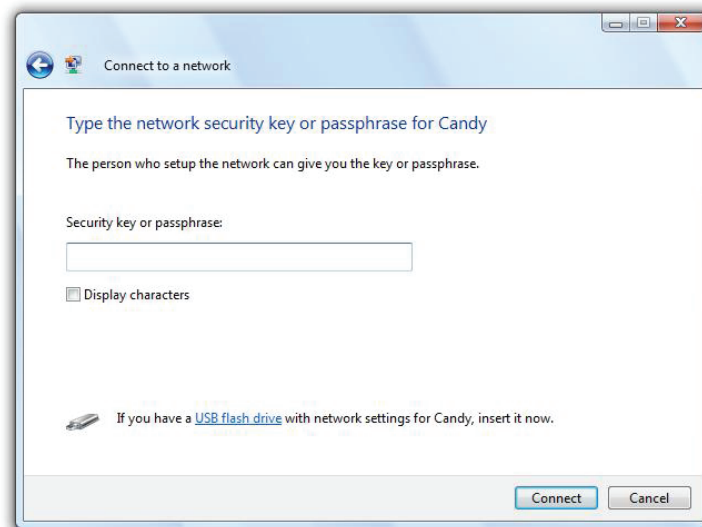 Connect to a network
Type the network security key or passphrase for Candy
The person who setup the network can give you the key or passphrase.
Security key or passphrase:
Display characters
If you have a USB flash drive with network settings for Candy, insert it now.
Connect Cancel